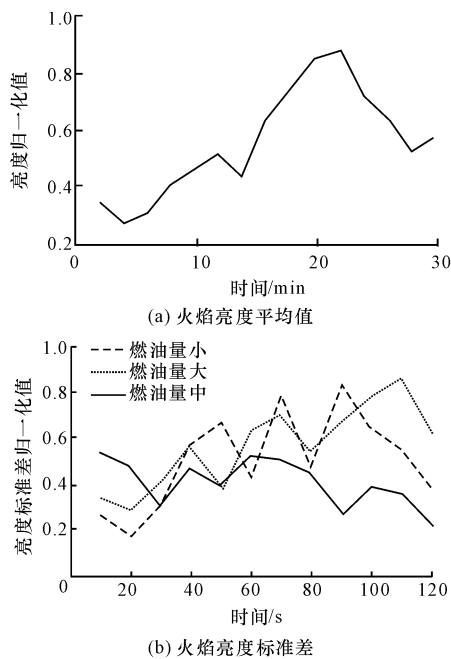 1.0
0.8
0.6
0.4
0.2
亮度归一化值
0 10 20 30
时间/min
(a) 火焰亮度平均值
1.0
0.8
0.6
0.4
0.2
0
亮度标准差归一化值
燃油量小
燃油量大
燃油量中
20 40 60 80 100 120
时间/s
(b) 火焰亮度标准差